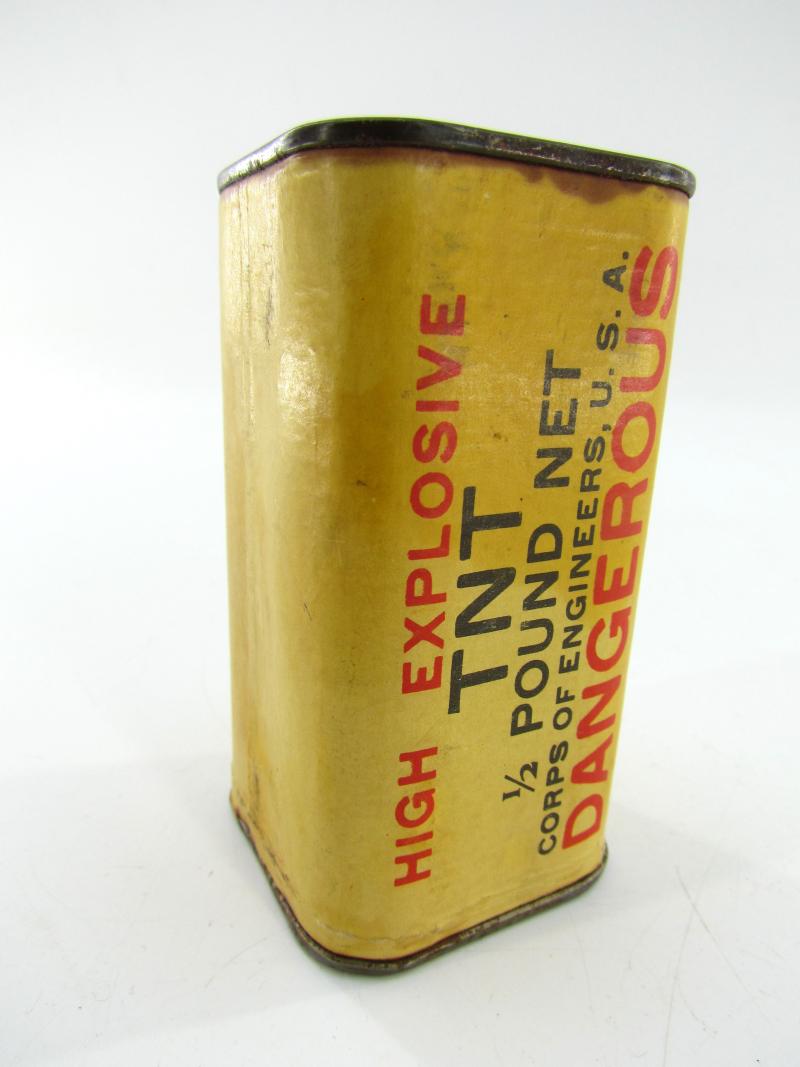 HIGH EXPLOSIVE
TNT
1/2 POUND NET
CORPS OF ENGINEERS, U. S. A.
DANGEROUS